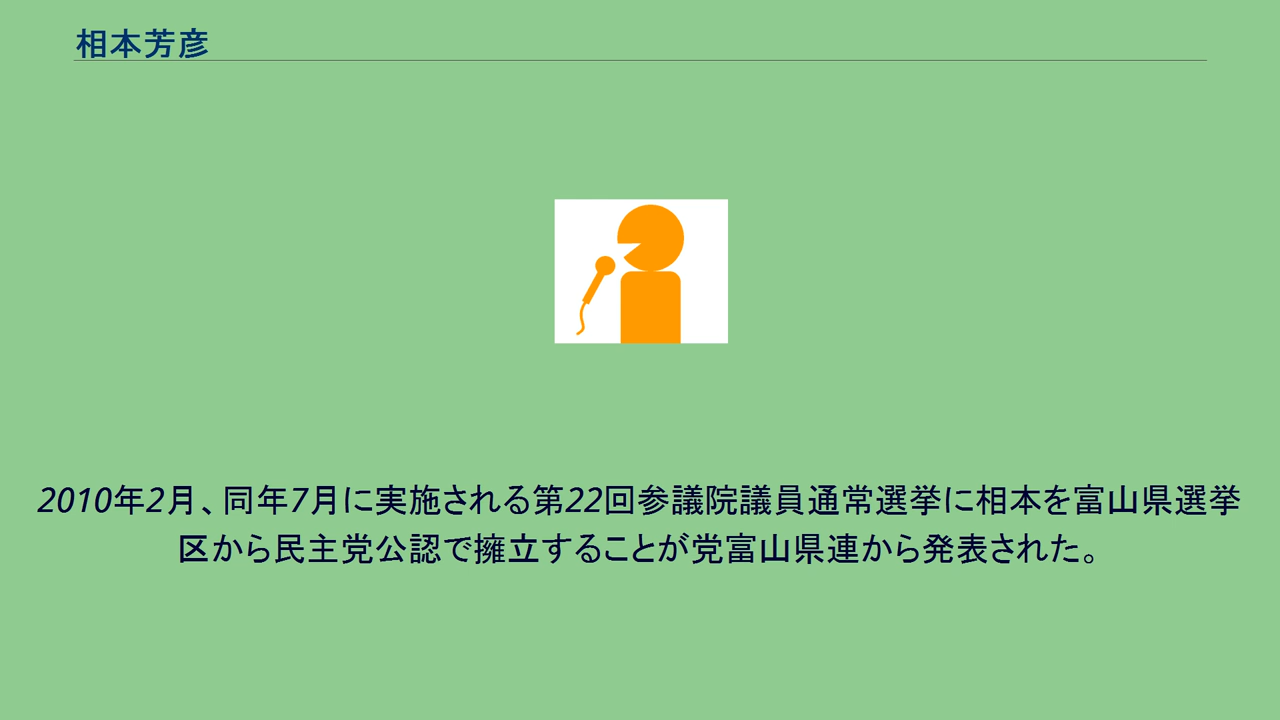 相本芳彦
2010年2月、同年7月に実施される第22回参議院議員通常選挙に相本を富山県選挙
区から民主党公認で擁立することが党富山県連から発表された。